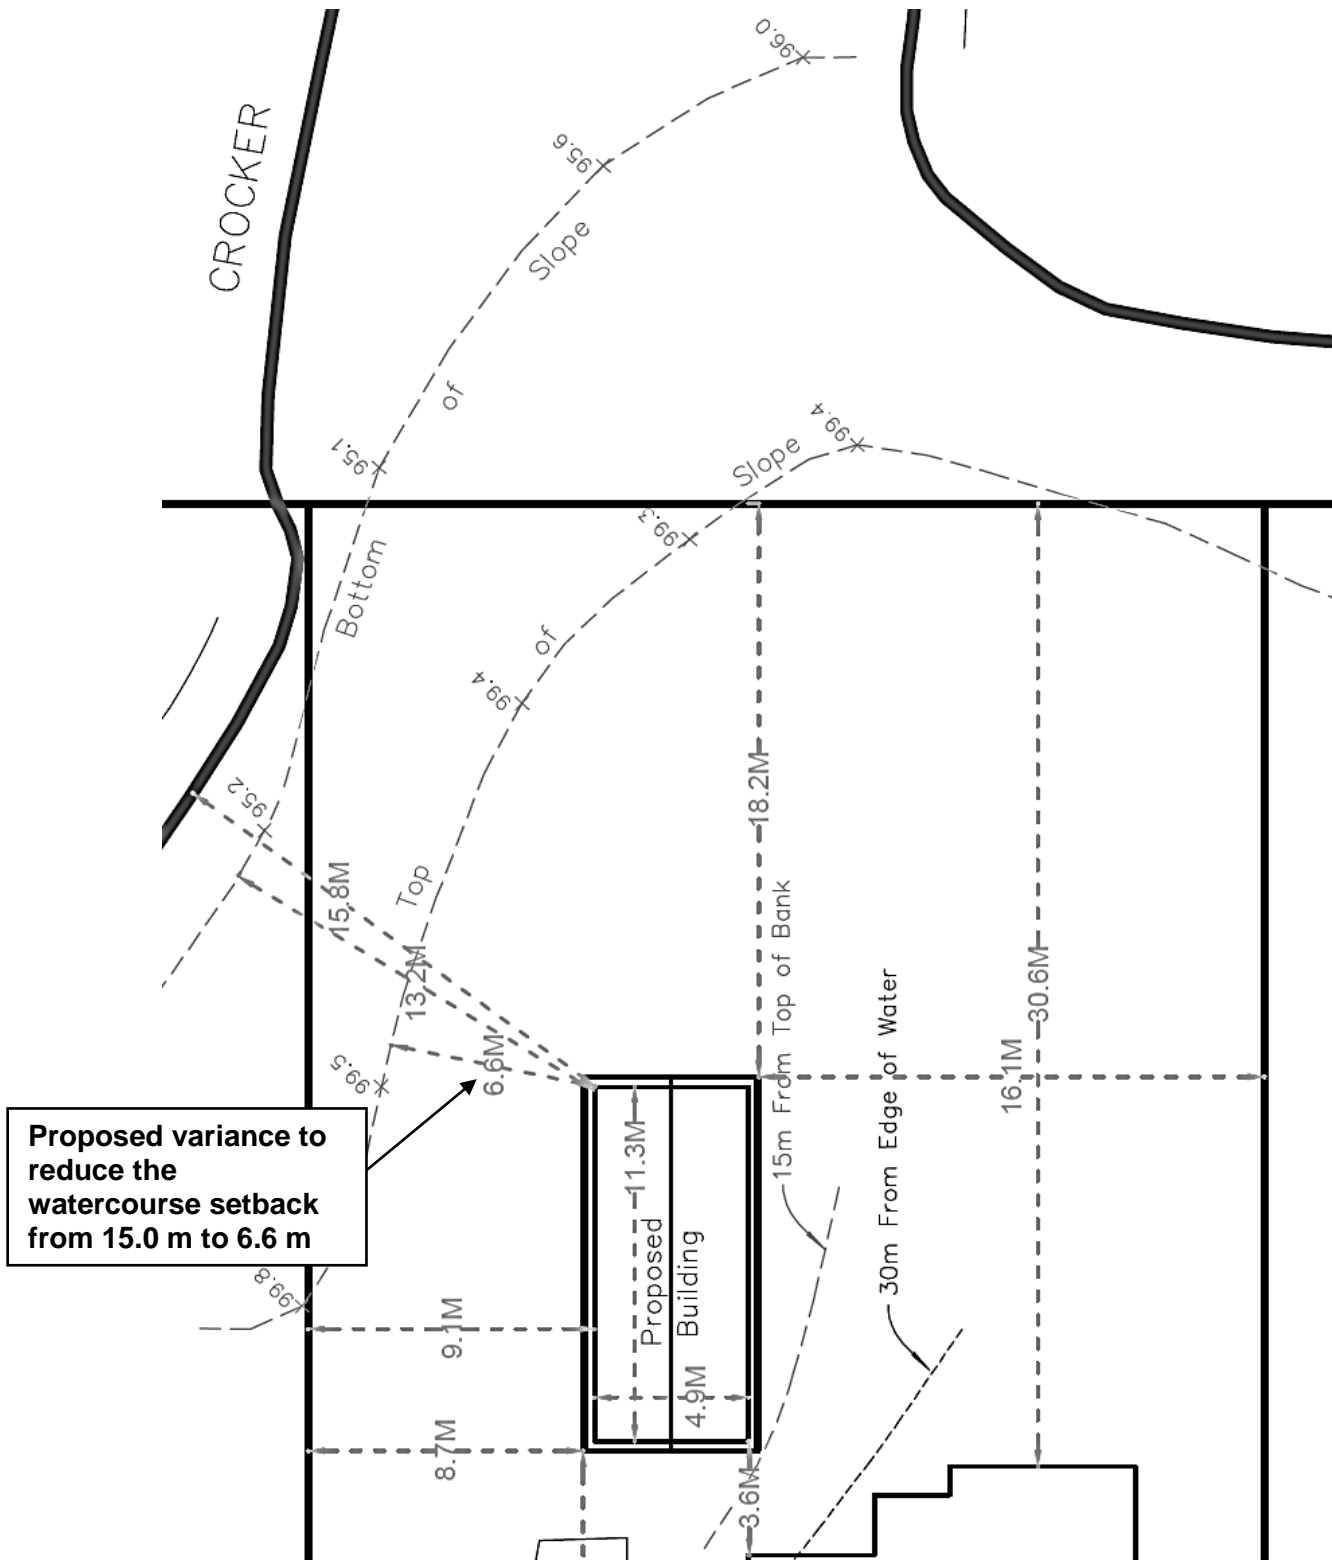 96.0
CROCKER
95.6
Slope
of
95.1
99.4
Slope
99.3
Bottom
of
99.4
18.2M
95.2
15.8M
Top
13.2M
15m From Top of Bank
30m From Edge of Water
30.6M
6.6M
16.1M
99.5
Proposed variance to
reduce the
watercourse setback
from 15.0 m to 6.6 m
11.3M
Proposed
Building
99.8
9.1M
4.9M
8.7M
3.6M